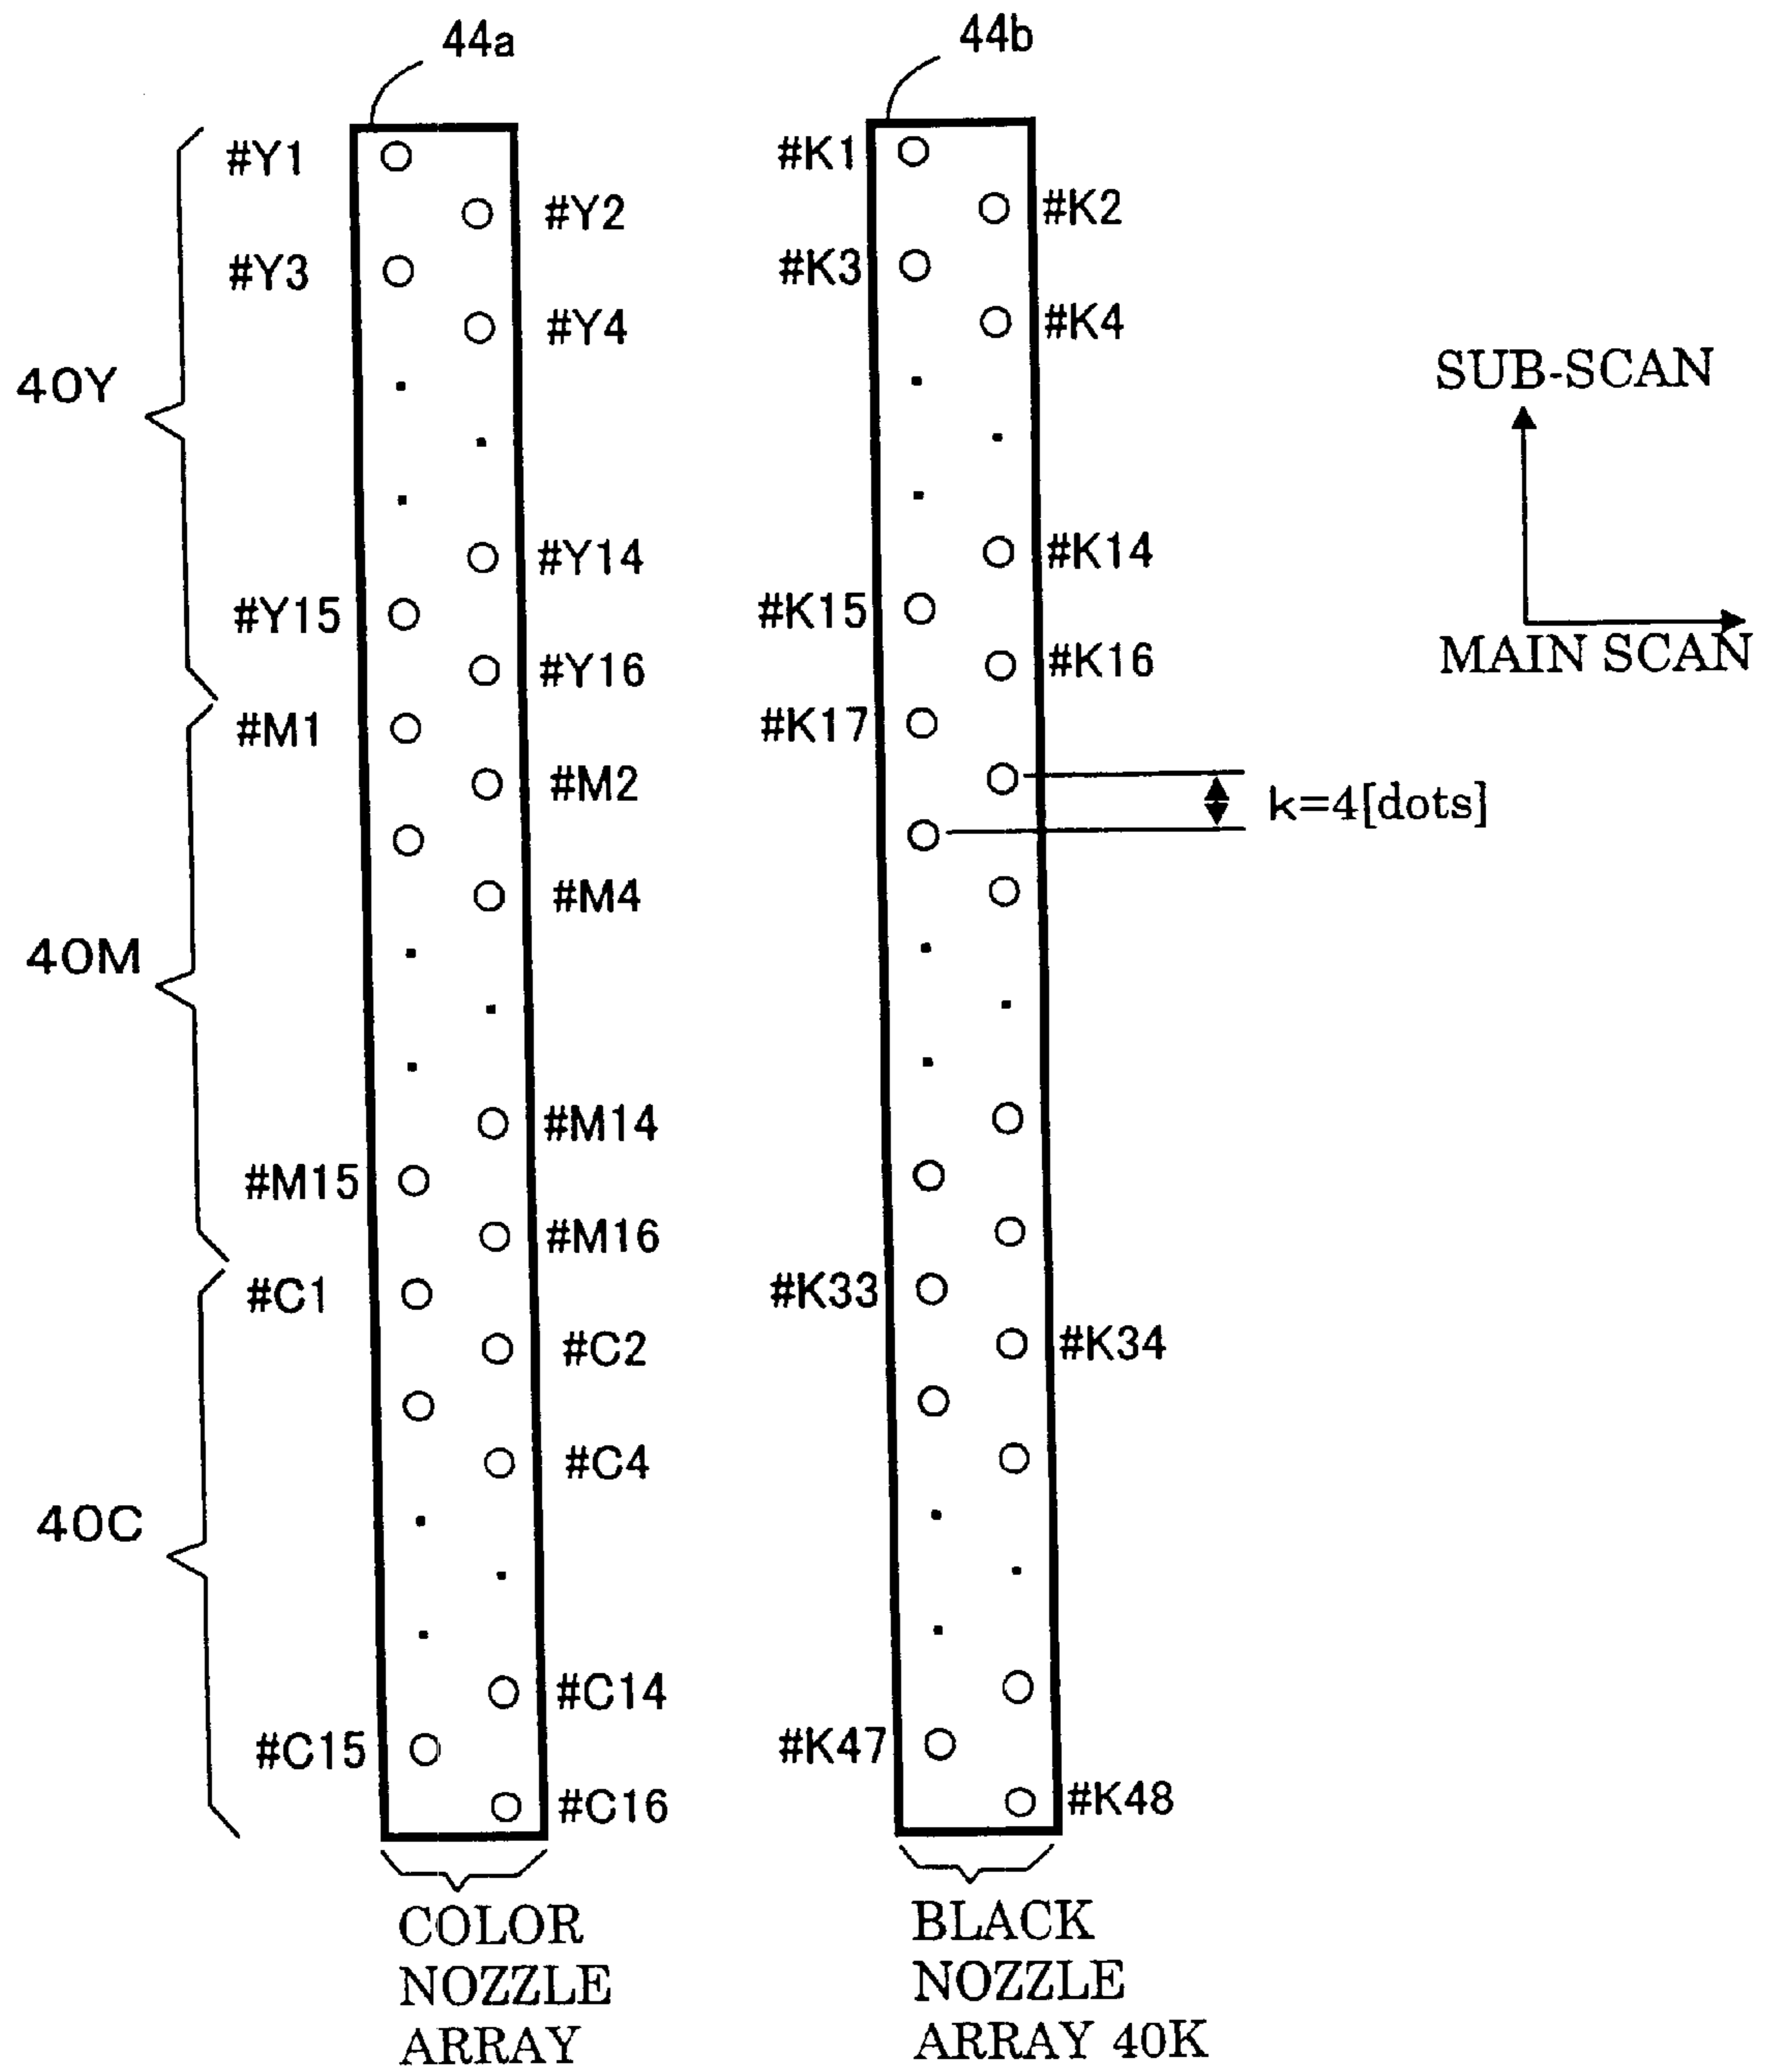 44a 44b
#Y1 #K1
#Y2 #K2
#Y3 #K3
#Y4 #K4
40Y SUB-SCAN
#Y14 #K14
#Y15 #K15
#Y16 #K16 MAIN SCAN
#M1 #K17
#M2 k=4[dots]
#M4
40M
#M14
#M15
#M16
#C1 #K33
#C2 #K34
#C4
40C
#C14
#C15 #K47
#C16 #K48
COLOR
NOZZLE
ARRAY
BLACK
NOZZLE
ARRAY 40K